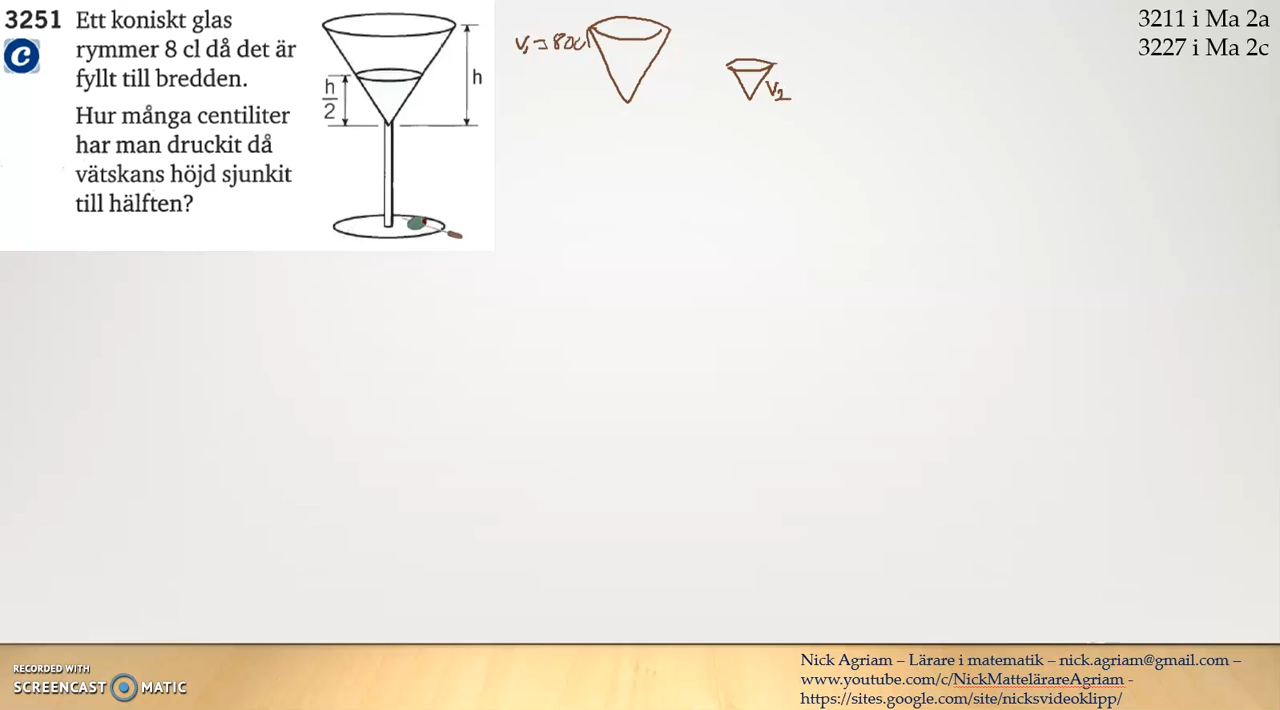 3251 Ett koniskt glas
rymmer 8 cl då det är
fyllt till bredden.
Hur många centiliter
har man druckit då
vätskans höjd sjunkit
till hälften?
C
h
2
h
V₂
3211 i Ma 2a
3227 i Ma 2c
RECORDED WITH
SCREENCAST MATIC
Nick Agriam – Lärare i matematik – nick.agriam@gmail.com –
www.youtube.com/c/NickMattelärareAgriam -
https://sites.google.com/site/nicksvideoklipp/